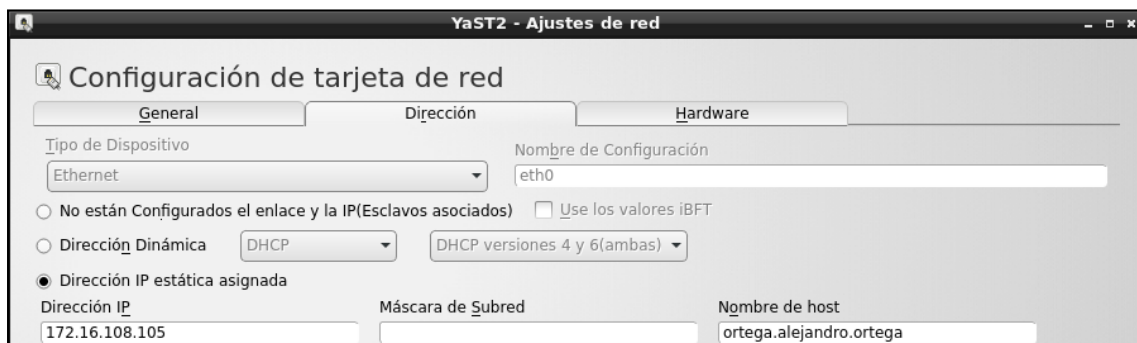 YaST2 - Ajustes de red
Configuración de tarjeta de red
General Dirección Hardware
Tipo de Dispositivo Nombre de Configuración
Ethernet eth0
No están Configurados el enlace y la IP(Esclavos asociados) Use los valores iBFT
Dirección Dinámica DHCP DHCP versiones 4 y 6(ambas)
Dirección IP estática asignada
Dirección IP Máscara de Subred Nombre de host
172.16.108.105 ortega.alejandro.ortega